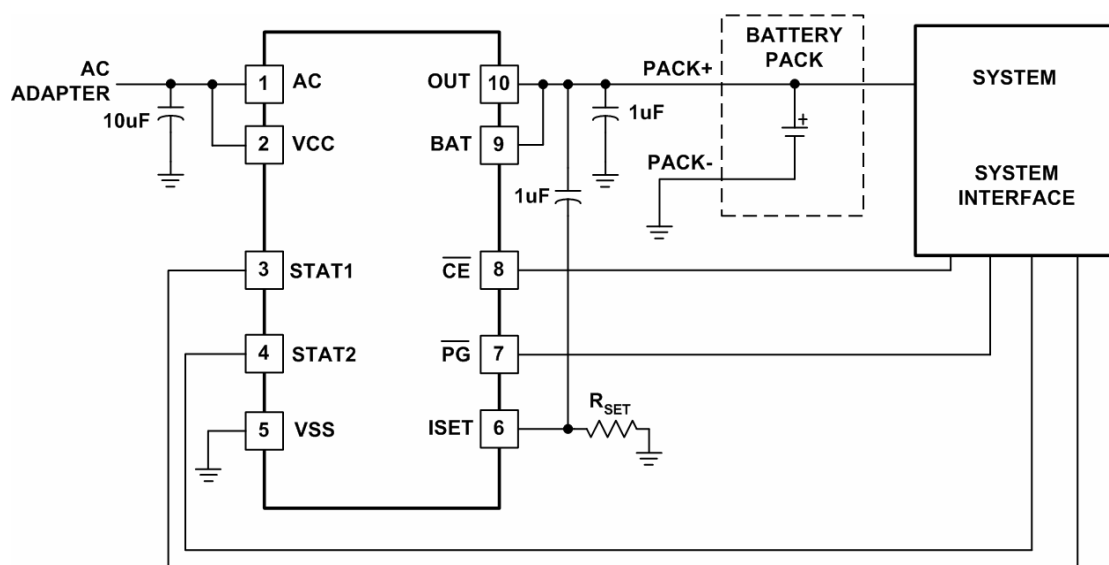 BATTERY
PACK
AC
ADAPTER
10uF
1
AC
2
VCC
OUT
10
BAT
9
PACK+
1uF
+
PACK-
1uF
SYSTEM
SYSTEM
INTERFACE
3
STAT1
CE
8
4
STAT2
PG
7
5
VSS
ISET
6
RSET